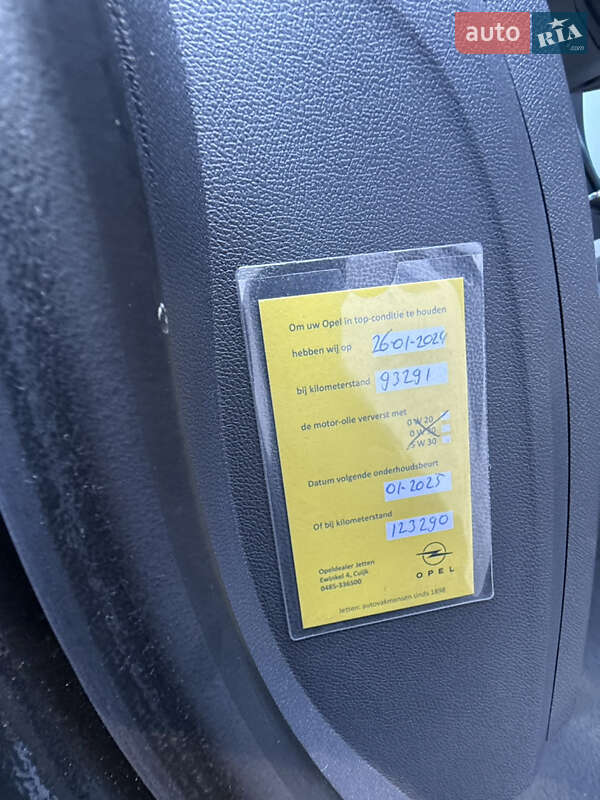 auto RIA
.com
Om uw Opel in top-conditie te houden
hebben wij op 26-01-2024
bij kilometerstand 93291
de motor-olie ververst met
0 W 20
0 W 30
5 W 30
Datum volgende onderhoudsbeurt
01-2025
Of bij kilometerstand
123290
Opeldealer Jetten
Ewinkel 4, Cuijk
0485-336500
OPEL
Jetten: autovakmensen sinds 1898